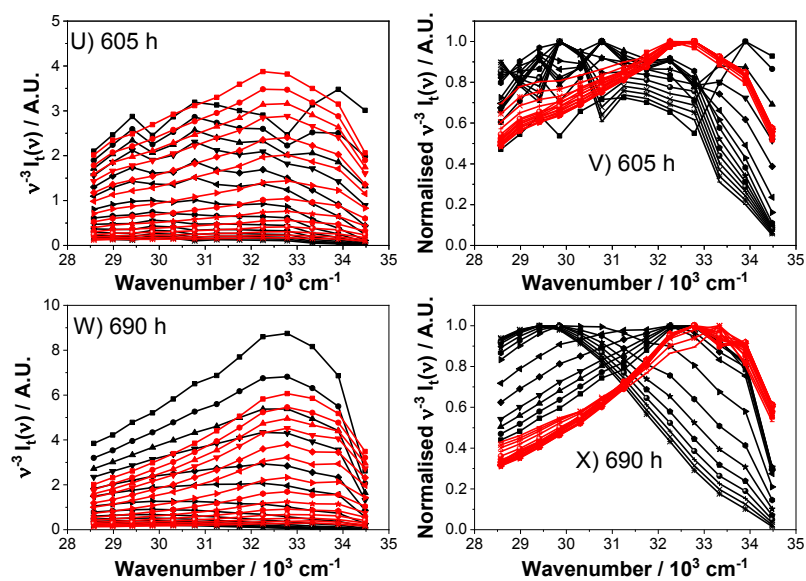 U) 605 h
ν⁻³ Iₜ(ν) / A.U.
5
4
3
2
1
0
28 29 30 31 32 33 34 35
Wavenumber / 10³ cm⁻¹
V) 605 h
Normalised ν⁻³ Iₜ(ν) / A.U.
1.0
0.8
0.6
0.4
0.2
0.0
28 29 30 31 32 33 34 35
Wavenumber / 10³ cm⁻¹
W) 690 h
ν⁻³ Iₜ(ν) / A.U.
10
8
6
4
2
0
28 29 30 31 32 33 34 35
Wavenumber / 10³ cm⁻¹
X) 690 h
Normalised ν⁻³ Iₜ(ν) / A.U.
1.0
0.8
0.6
0.4
0.2
0.0
28 29 30 31 32 33 34 35
Wavenumber / 10³ cm⁻¹